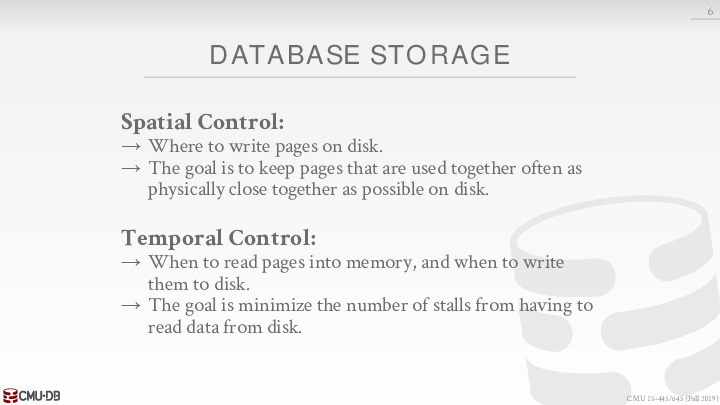 6
DATABASE STORAGE
Spatial Control:
→ Where to write pages on disk.
→ The goal is to keep pages that are used together often as
physically close together as possible on disk.
Temporal Control:
→ When to read pages into memory, and when to write
them to disk.
→ The goal is minimize the number of stalls from having to
read data from disk.
CMU·DB
CMU 15-445/645 (Fall 2019)